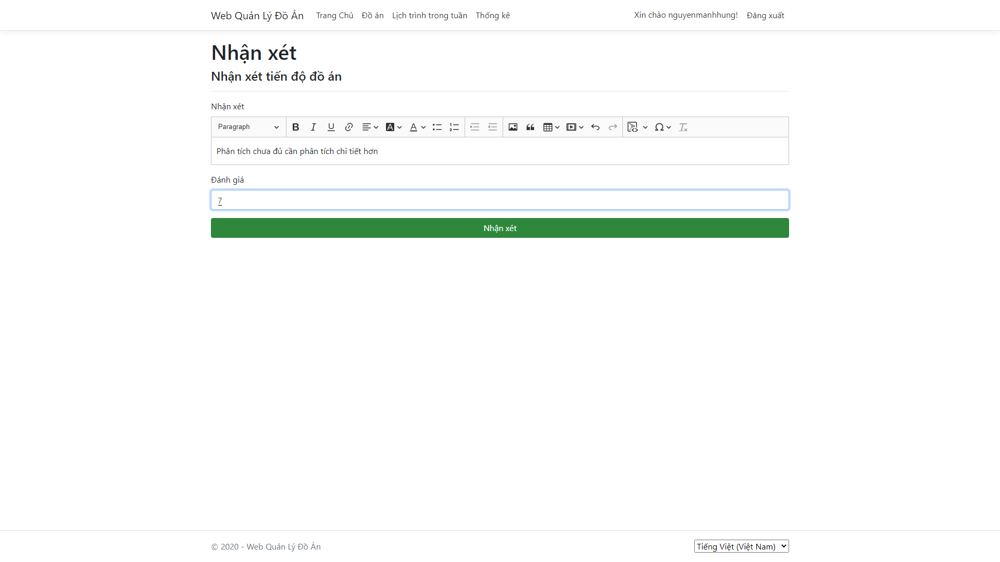 Web Quản Lý Đồ Án Trang Chủ Đồ án Lịch trình trong tuần Thống kê Xin chào nguyenmanhhung! Đăng xuất
Nhận xét
Nhận xét tiến độ đồ án
Nhận xét
Paragraph
Phân tích chưa đủ cần phân tích chi tiết hơn
Đánh giá
7
Nhận xét
© 2020 - Web Quản Lý Đồ Án Tiếng Việt (Việt Nam)